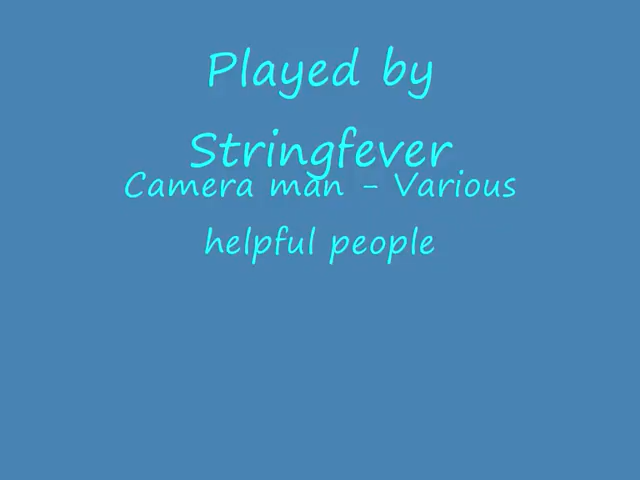 Played by
Stringfever
Camera man - Various
helpful people